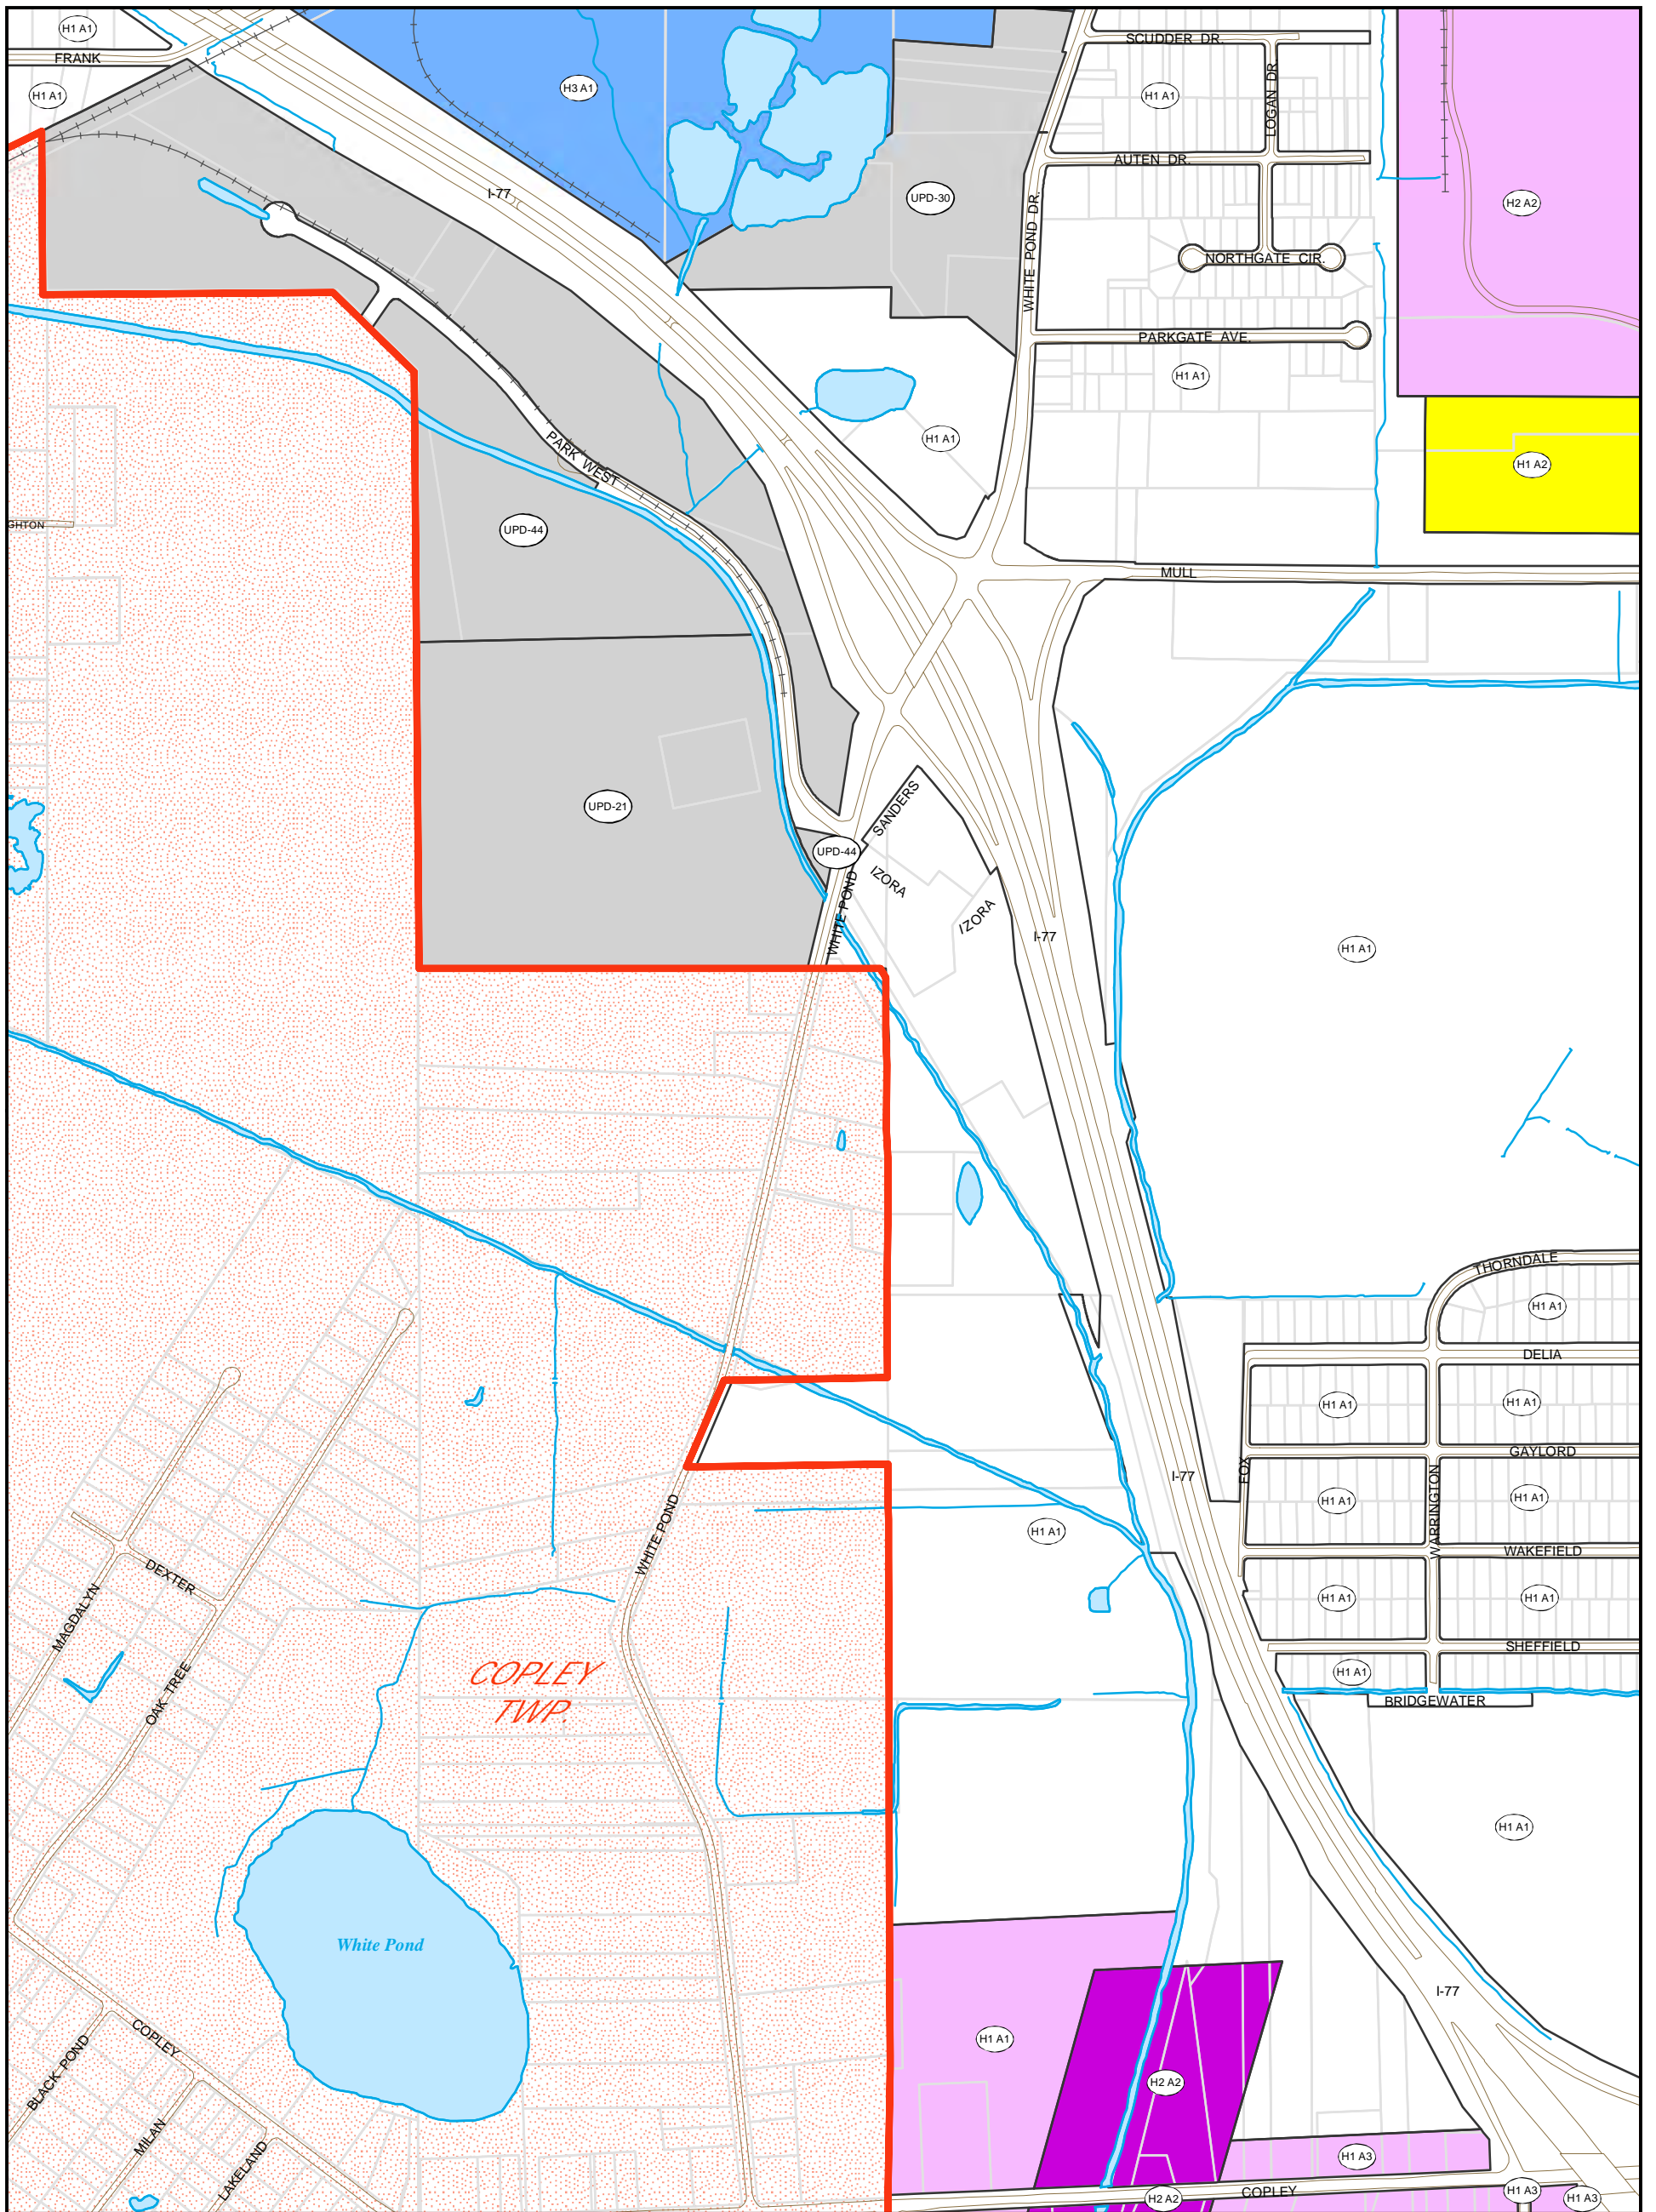 H1 A1
FRANK
H1 A1
H3 A1
I-77
UPD-30
SCUDDER DR.
H1 A1
LOGAN DR.
AUTEN DR.
WHITE POND DR.
NORTHGATE CIR.
H2 A2
PARKGATE AVE.
H1 A1
H1 A1
H1 A2
PARK WEST
GHTON
UPD-44
MULL
UPD-21
SANDERS
UPD-44
IZORA
IZORA
WHITE POND
I-77
H1 A1
THORNDALE
H1 A1
DELIA
H1 A1
H1 A1
GAYLORD
FOX
I-77
WARRINGTON
H1 A1
H1 A1
H1 A1
WHITE POND
WAKEFIELD
DEXTER
MAGDALYN
H1 A1
H1 A1
SHEFFIELD
OAK TREE
COPLEY
TWP.
H1 A1
BRIDGEWATER
H1 A1
White Pond
I-77
H1 A1
COPLEY
BLACK POND
H2 A2
MILAN
LAKELAND
H1 A3
COPLEY
H2 A2
H1 A3
H1 A3